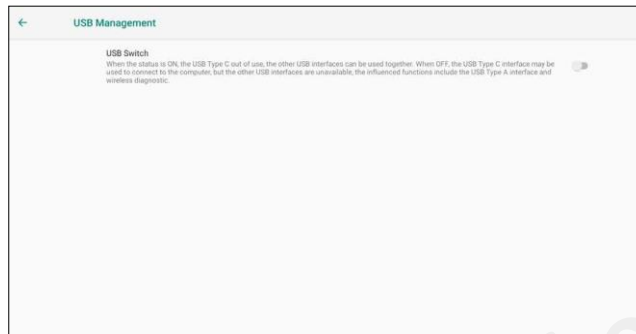 USB Management
USB Switch
When the status is ON, the USB Type C out of use, the other USB interfaces can be used together. When OFF, the USB Type C interface may be
used to connect to the computer, but the other USB interfaces are unavailable, the influenced functions include the USB Type A interface and
wireless diagnostic.